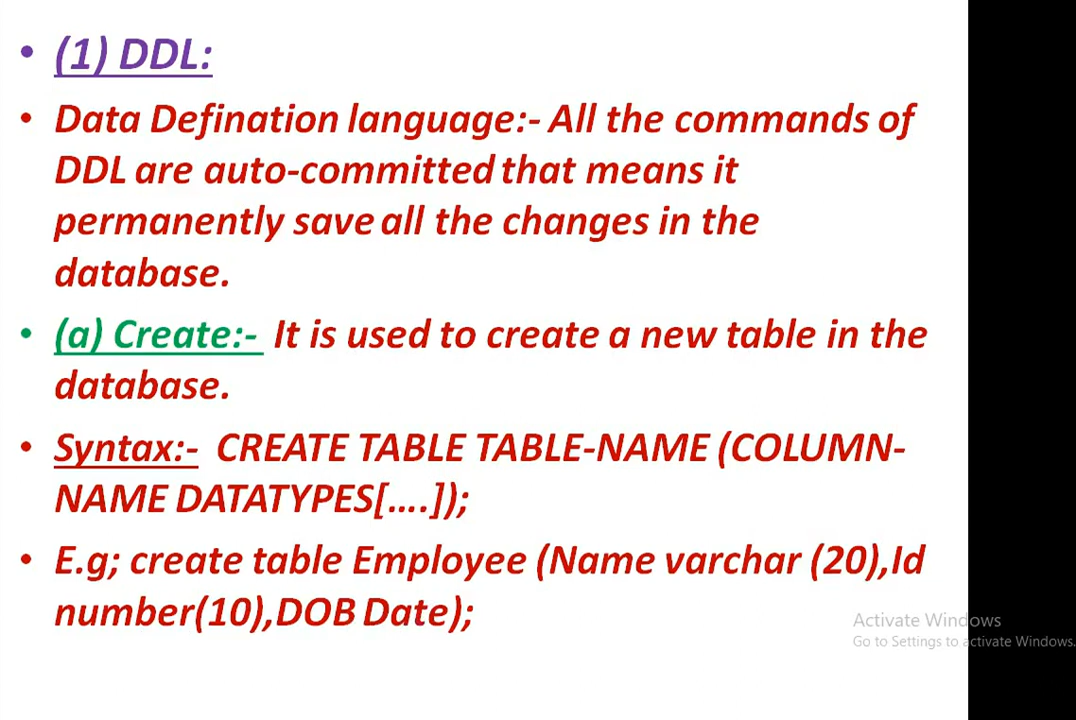 • (1) DDL:
• Data Defination language:- All the commands of
DDL are auto-committed that means it
permanently save all the changes in the
database.
• (a) Create:- It is used to create a new table in the
database.
• Syntax:- CREATE TABLE TABLE-NAME (COLUMN-
NAME DATATYPES[....]);
• E.g; create table Employee (Name varchar (20),Id
number(10),DOB Date);
Activate Windows
Go to Settings to activate Windows.